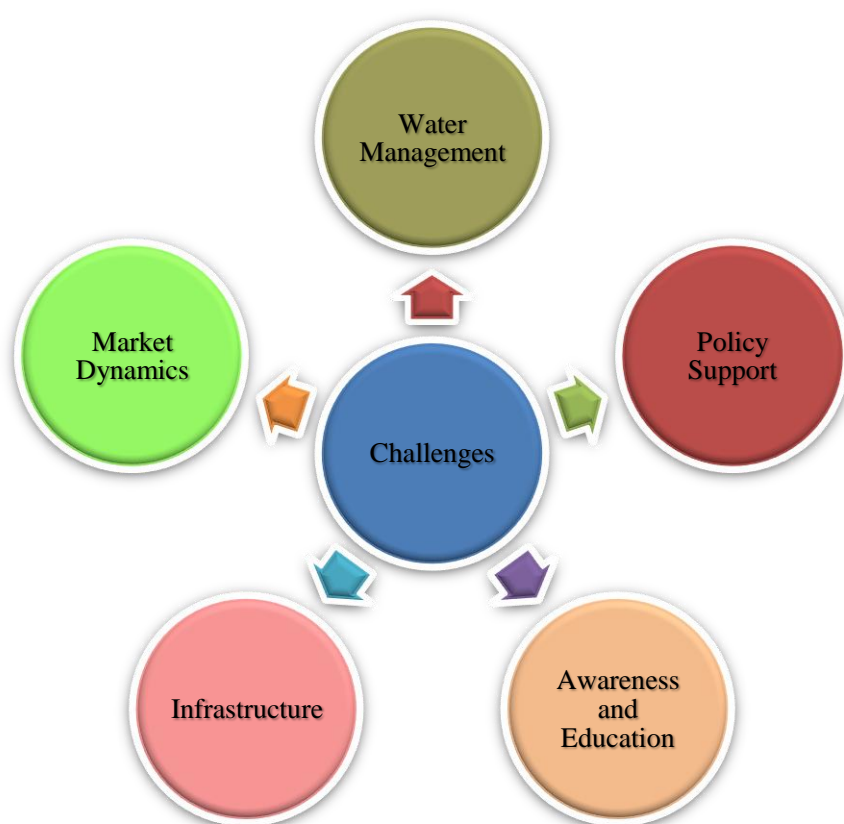 Water
Management
Market
Dynamics
Policy
Support
Challenges
Infrastructure
Awareness
and
Education